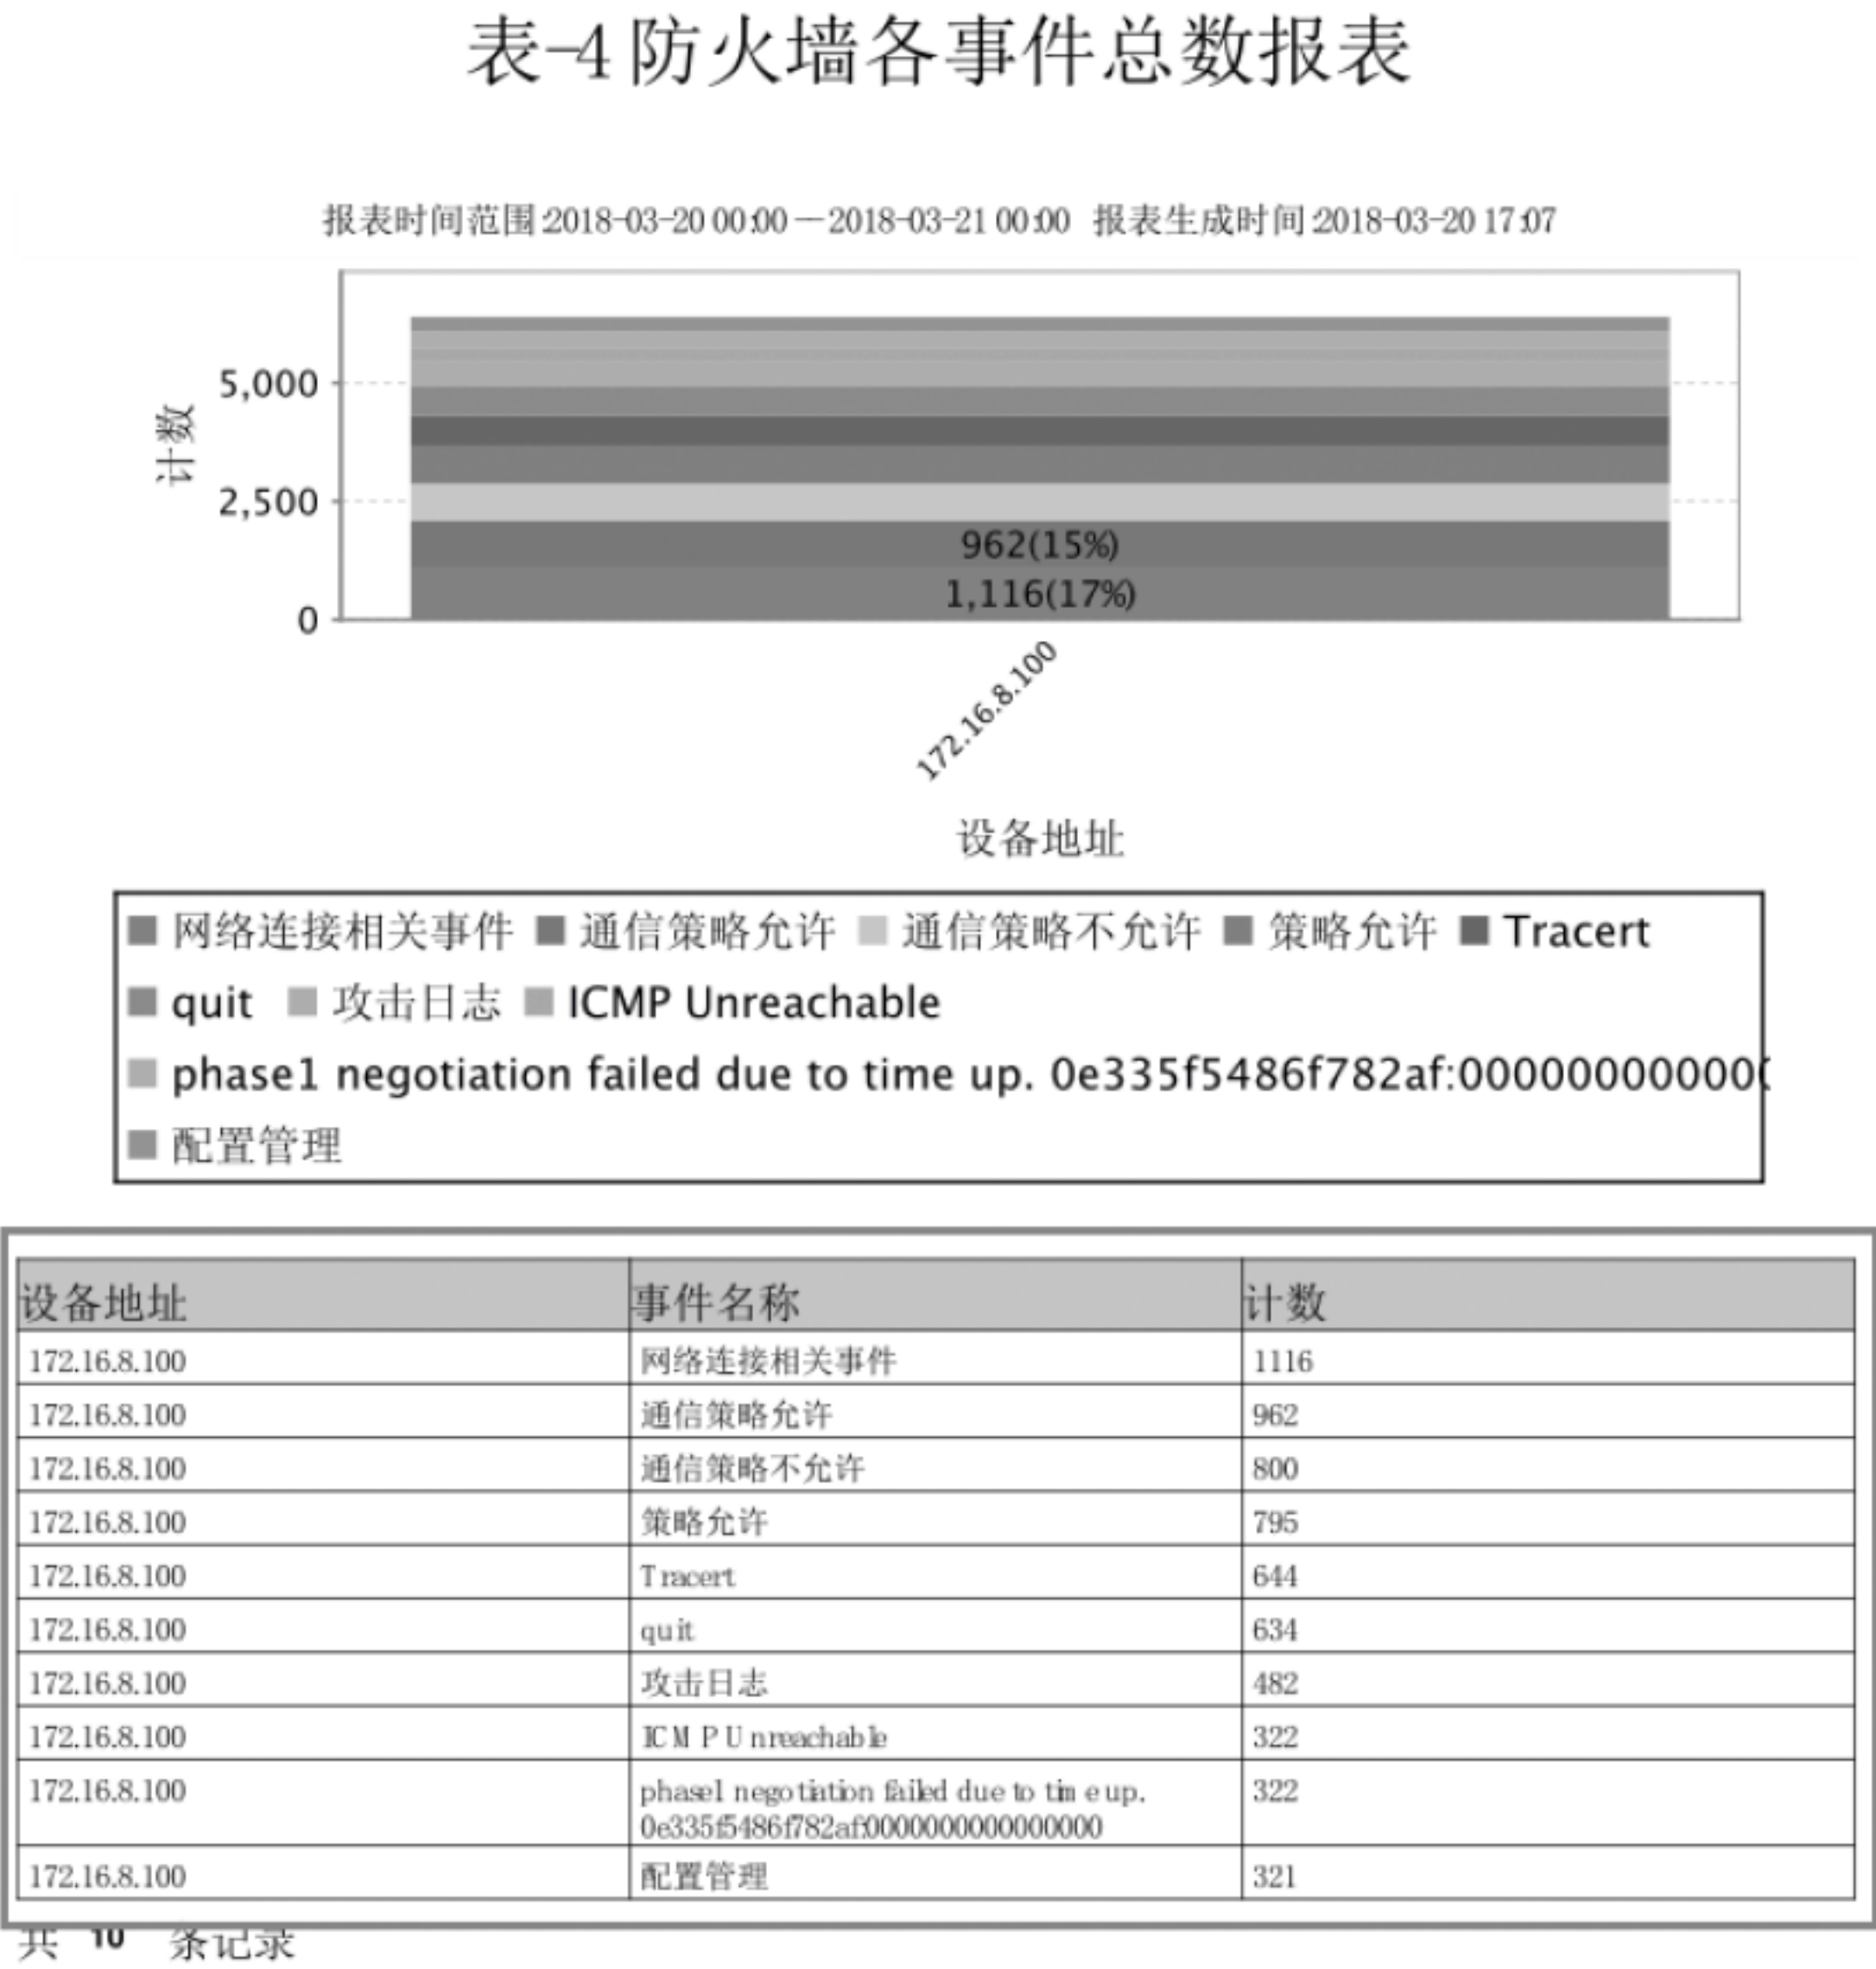 表-4 防火墙各事件总数报表
报表时间范围:2018-03-20 00:00—2018-03-21 00:00 报表生成时间:2018-03-20 17:07
计数
5,000
2,500
0
962(15%)
1,116(17%)
172.16.8.100
设备地址
网络连接相关事件 通信策略允许 通信策略不允许 策略允许 Tracert
quit 攻击日志 ICMP Unreachable
phase1 negotiation failed due to time up. 0e335f5486f782af:000000000000
配置管理
设备地址 事件名称 计数
172.16.8.100 网络连接相关事件 1116
172.16.8.100 通信策略允许 962
172.16.8.100 通信策略不允许 800
172.16.8.100 策略允许 795
172.16.8.100 Tracert 644
172.16.8.100 quit 634
172.16.8.100 攻击日志 482
172.16.8.100 ICMP Unreachable 322
172.16.8.100 phase1 negotiation failed due to time up. 322
0e335f5486f782af:0000000000000000
172.16.8.100 配置管理 321
共 10 条记录